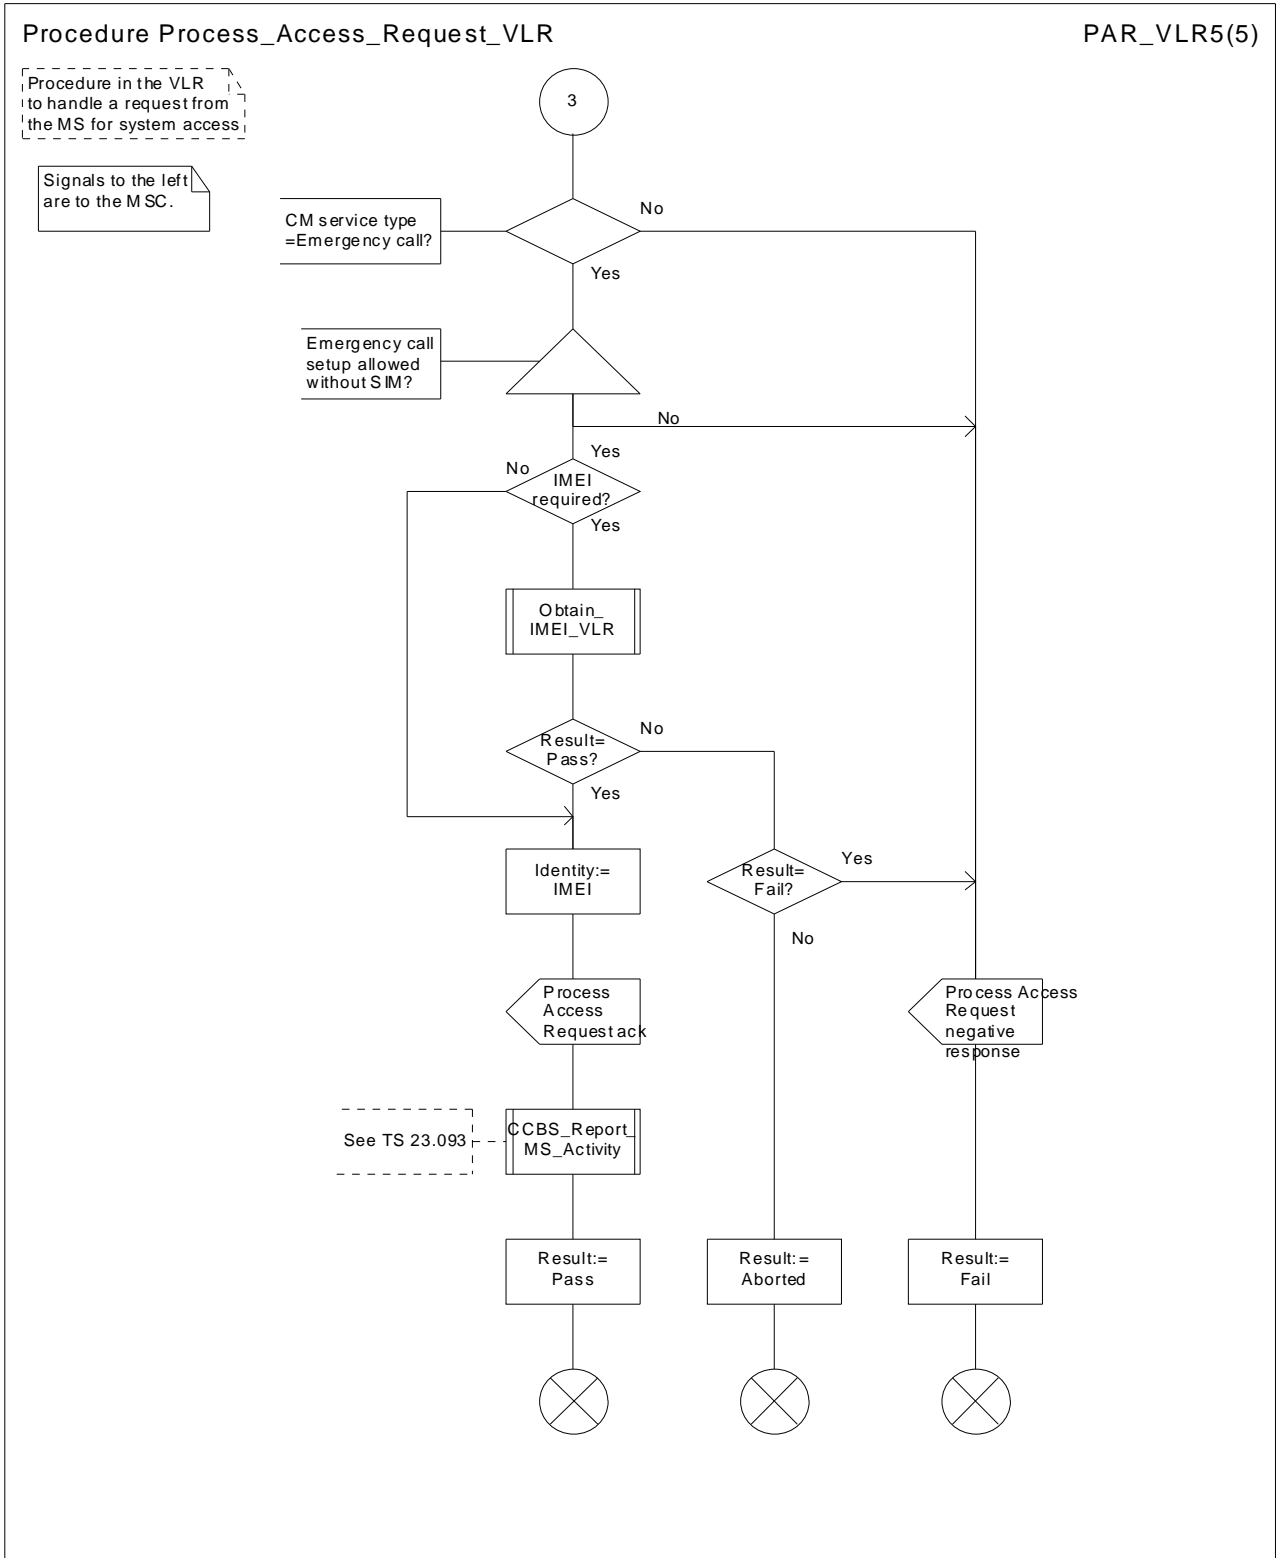 Procedure Process_Access_Request_VLR
PAR_VLR5(5)
Procedure in the VLR
to handle a request from
the MS for system access
Signals to the left
are to the MSC.
3
CM service type
=Emergency call?
No
Yes
Emergency call
setup allowed
without SIM?
No
Yes
No
IMEI
required?
Yes
Obtain_
IMEI_VLR
Result=
Pass?
No
Yes
Identity:=
IMEI
Result=
Fail?
Yes
No
Process
Access
Request ack
Process Access
Request
negative
response
See TS 23.093
CCBS_Report_
MS_Activity
Result:=
Pass
Result:=
Aborted
Result:=
Fail